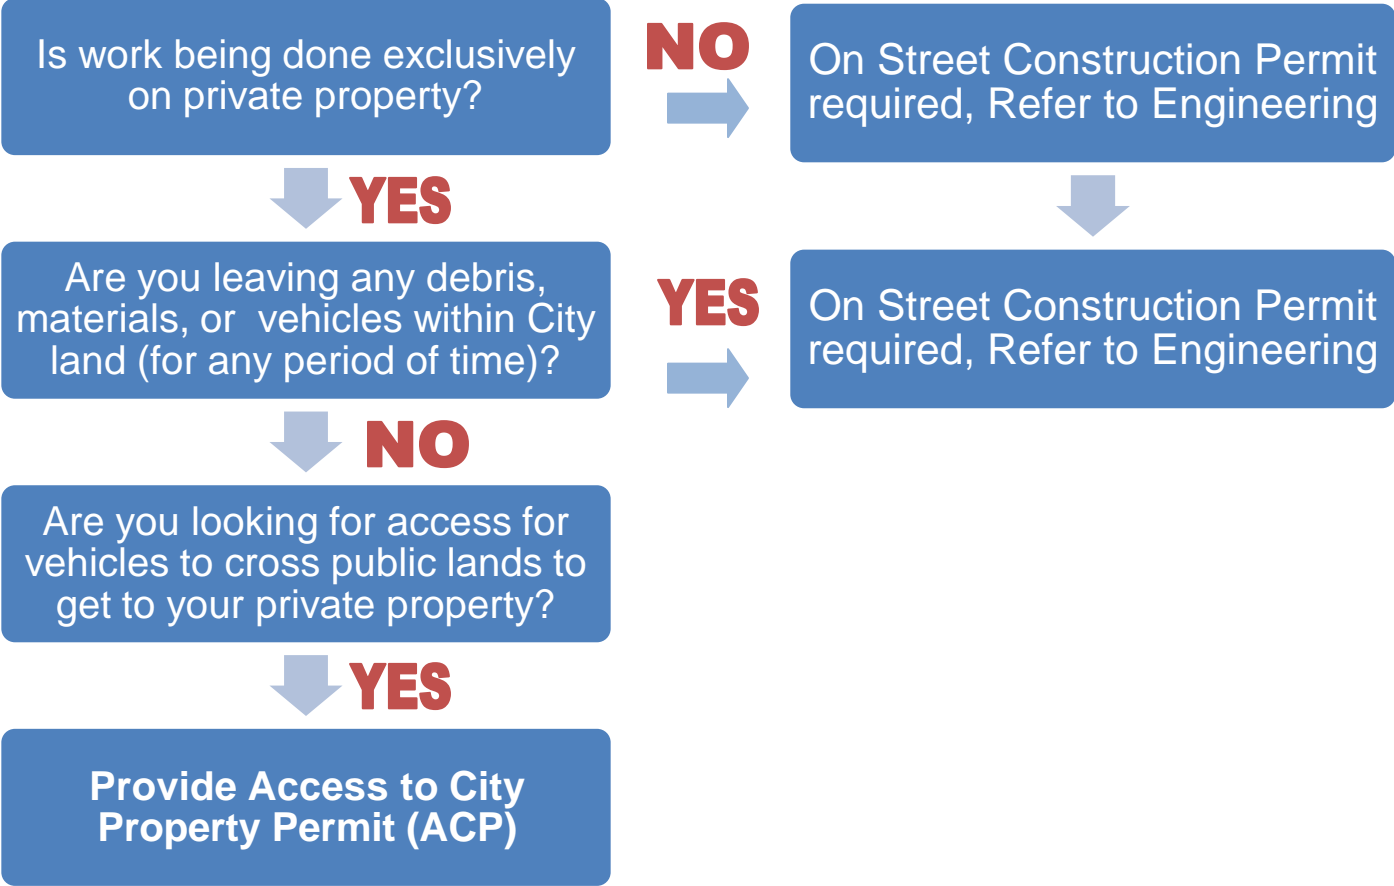 Is work being done exclusively
on private property?
NO
On Street Construction Permit
required, Refer to Engineering
YES
Are you leaving any debris,
materials, or  vehicles within City
land (for any period of time)?
YES
On Street Construction Permit
required, Refer to Engineering
NO
Are you looking for access for
vehicles to cross public lands to
get to your private property?
YES
Provide Access to City
Property Permit (ACP)